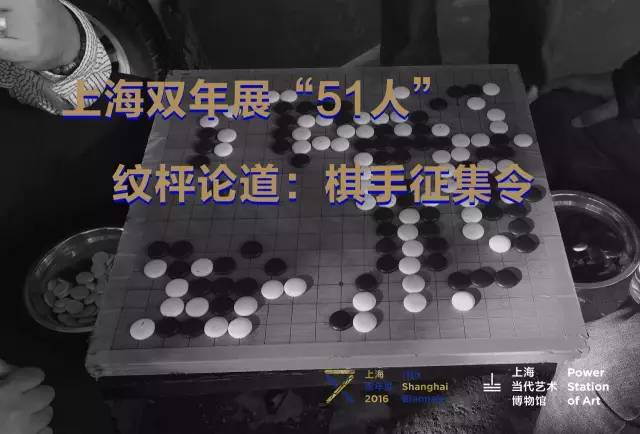 上海双年展“51人”
纹枰论道：棋手征集令
上海
双年展
2016
11th
Shanghai
Biennale
上海
当代艺术
博物馆
Power
Station
of Art